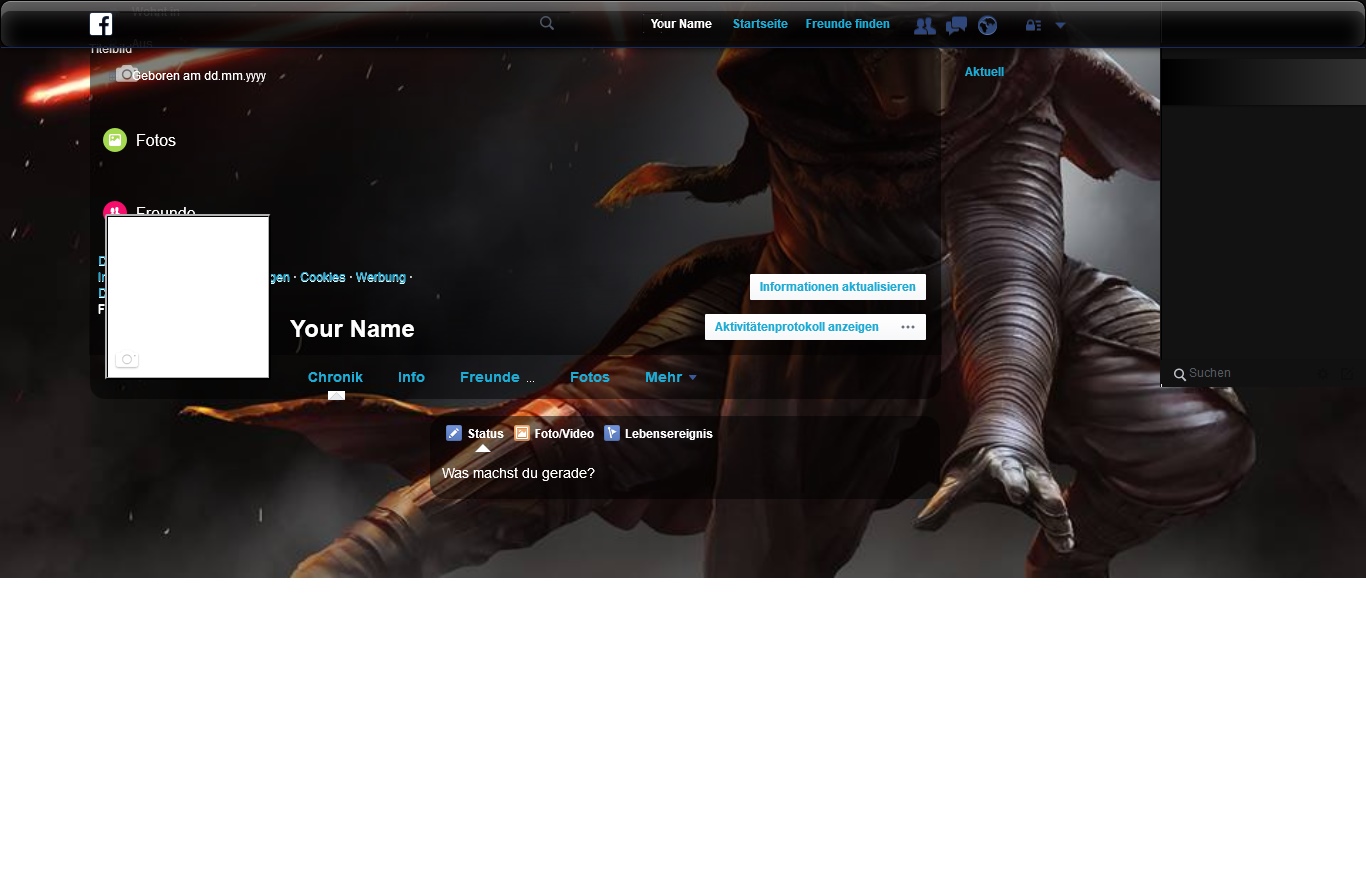 Wohnt in
Your Name Startseite Freunde finden
Aus
Titelbild
Geboren am dd.mm.yyyy
Aktuell
Fotos
Freunde
Cookies · Werbung ·
Informationen aktualisieren
Your Name
Aktivitätenprotokoll anzeigen
Suchen
Chronik Info Freunde ... Fotos Mehr
Status Foto/Video Lebensereignis
Was machst du gerade?